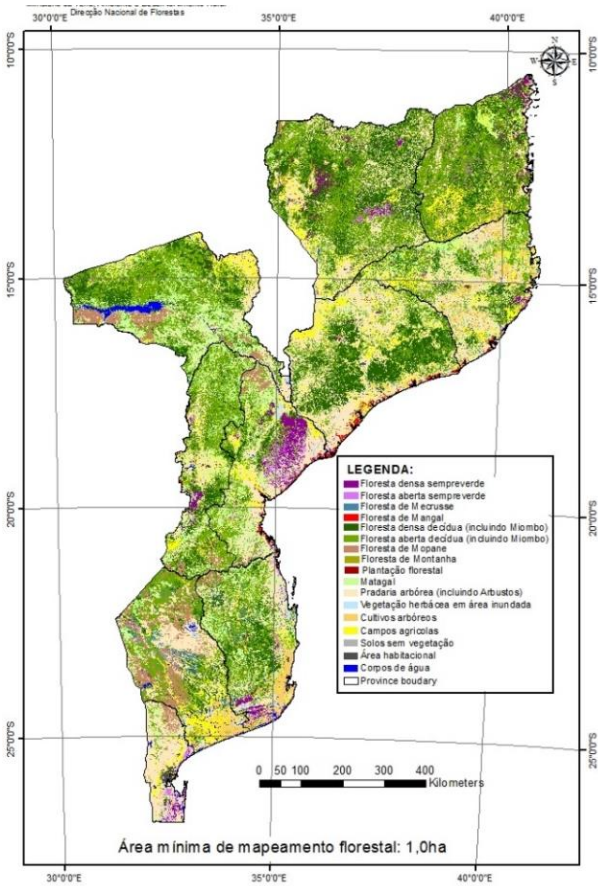 Direcção Nacional de Florestas
30°0'0"E 35°0'0"E 40°0'0"E
10°0'0"S 10°0'0"S
N
W E
S
15°0'0"S 15°0'0"S
20°0'0"S 20°0'0"S
25°0'0"S 25°0'0"S
LEGENDA:
Floresta densa sempreverde
Floresta aberta sempreverde
Floresta de Mecrusse
Floresta de Mangal
Floresta densa decídua (incluindo Miombo)
Floresta aberta decídua (incluindo Miombo)
Floresta de Mopane
Floresta de Montanha
Plantação florestal
Matagal
Pradaria arbórea (incluindo Arbustos)
Vegetação herbácea em área inundada
Cultivos arbóreos
Campos agrícolas
Solos sem vegetação
Área habitacional
Corpos de água
Province boudary
0 50 100 200 300 400
Kilometers
Área mínima de mapeamento florestal: 1,0ha
30°0'0"E 35°0'0"E 40°0'0"E